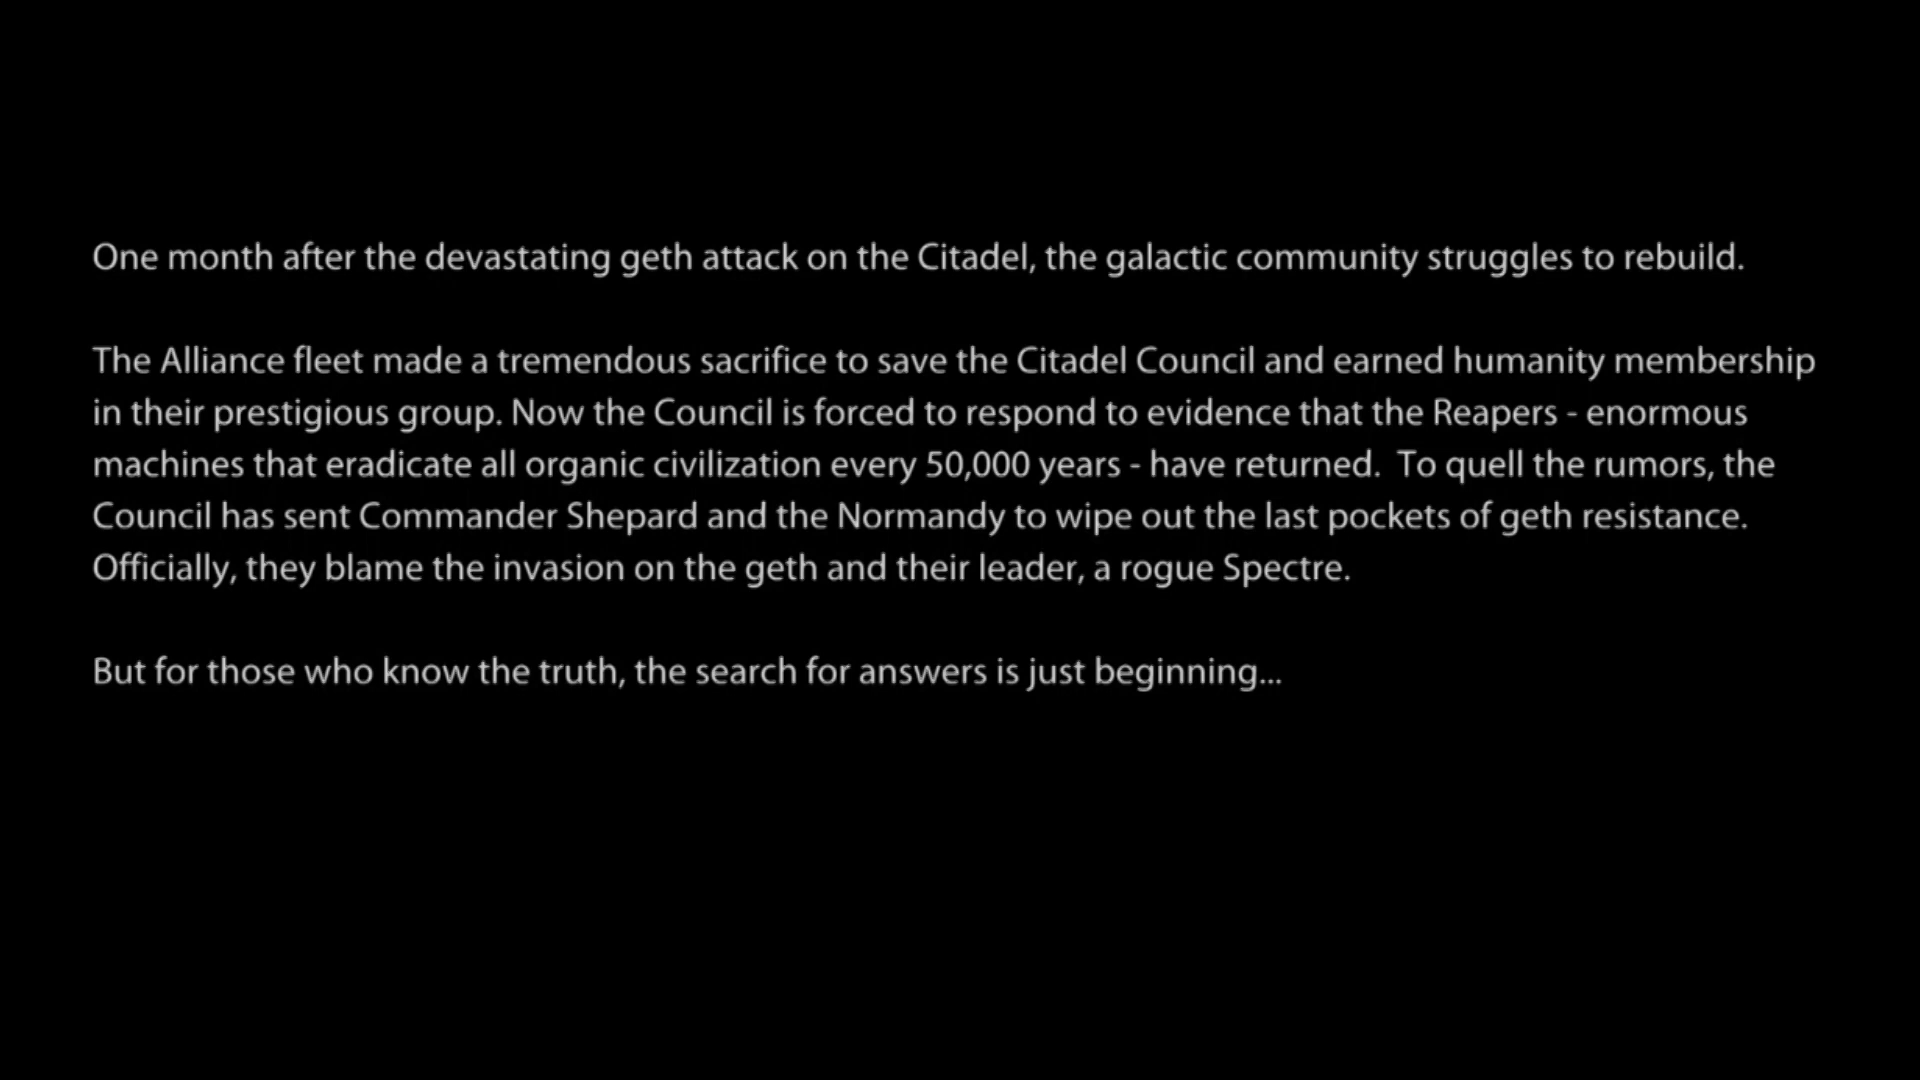 One month after the devastating geth attack on the Citadel, the galactic community struggles to rebuild.
The Alliance fleet made a tremendous sacrifice to save the Citadel Council and earned humanity membership
in their prestigious group. Now the Council is forced to respond to evidence that the Reapers - enormous
machines that eradicate all organic civilization every 50,000 years - have returned.  To quell the rumors, the
Council has sent Commander Shepard and the Normandy to wipe out the last pockets of geth resistance.
Officially, they blame the invasion on the geth and their leader, a rogue Spectre.
But for those who know the truth, the search for answers is just beginning...